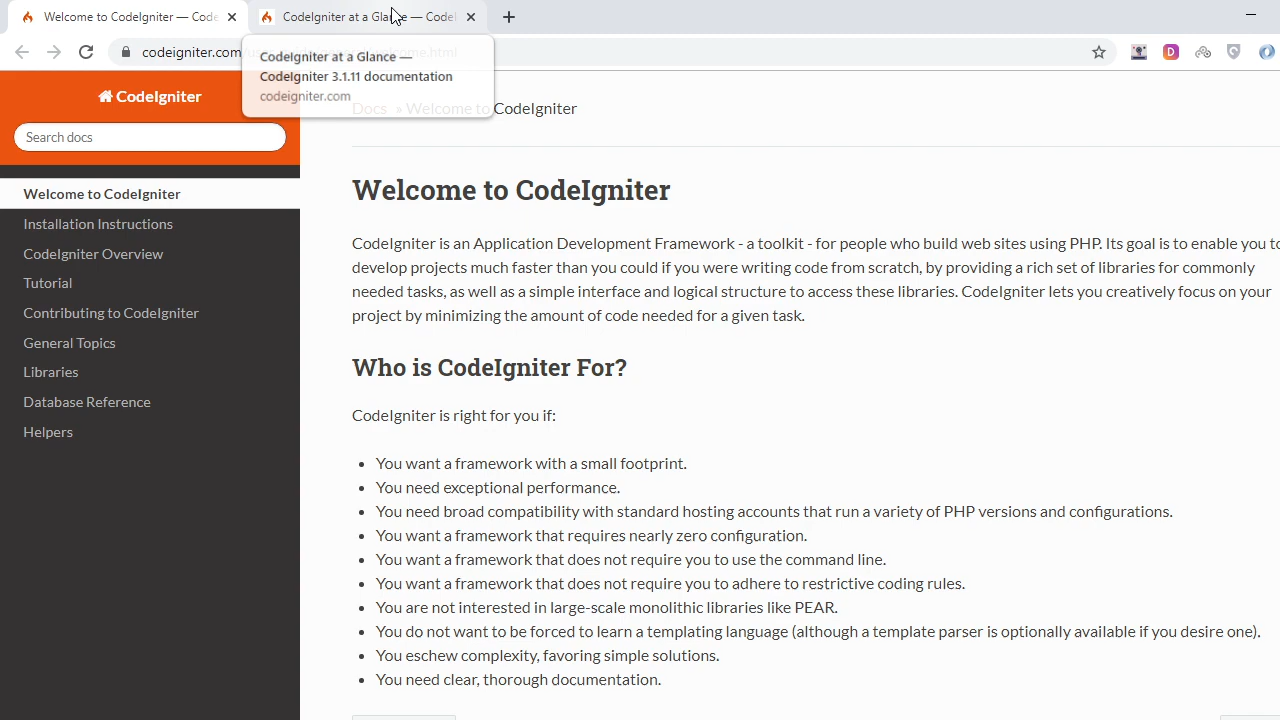 Welcome to CodeIgniter — Code
CodeIgniter at a Glance — CodeI
codeigniter.com
CodeIgniter at a Glance —
CodeIgniter 3.1.11 documentation
codeigniter.com
CodeIgniter
Search docs
Welcome to CodeIgniter
Installation Instructions
CodeIgniter Overview
Tutorial
Contributing to CodeIgniter
General Topics
Libraries
Database Reference
Helpers
Docs » Welcome to CodeIgniter
Welcome to CodeIgniter
CodeIgniter is an Application Development Framework - a toolkit - for people who build web sites using PHP. Its goal is to enable you to
develop projects much faster than you could if you were writing code from scratch, by providing a rich set of libraries for commonly
needed tasks, as well as a simple interface and logical structure to access these libraries. CodeIgniter lets you creatively focus on your
project by minimizing the amount of code needed for a given task.
Who is CodeIgniter For?
CodeIgniter is right for you if:
• You want a framework with a small footprint.
• You need exceptional performance.
• You need broad compatibility with standard hosting accounts that run a variety of PHP versions and configurations.
• You want a framework that requires nearly zero configuration.
• You want a framework that does not require you to use the command line.
• You want a framework that does not require you to adhere to restrictive coding rules.
• You are not interested in large-scale monolithic libraries like PEAR.
• You do not want to be forced to learn a templating language (although a template parser is optionally available if you desire one).
• You eschew complexity, favoring simple solutions.
• You need clear, thorough documentation.